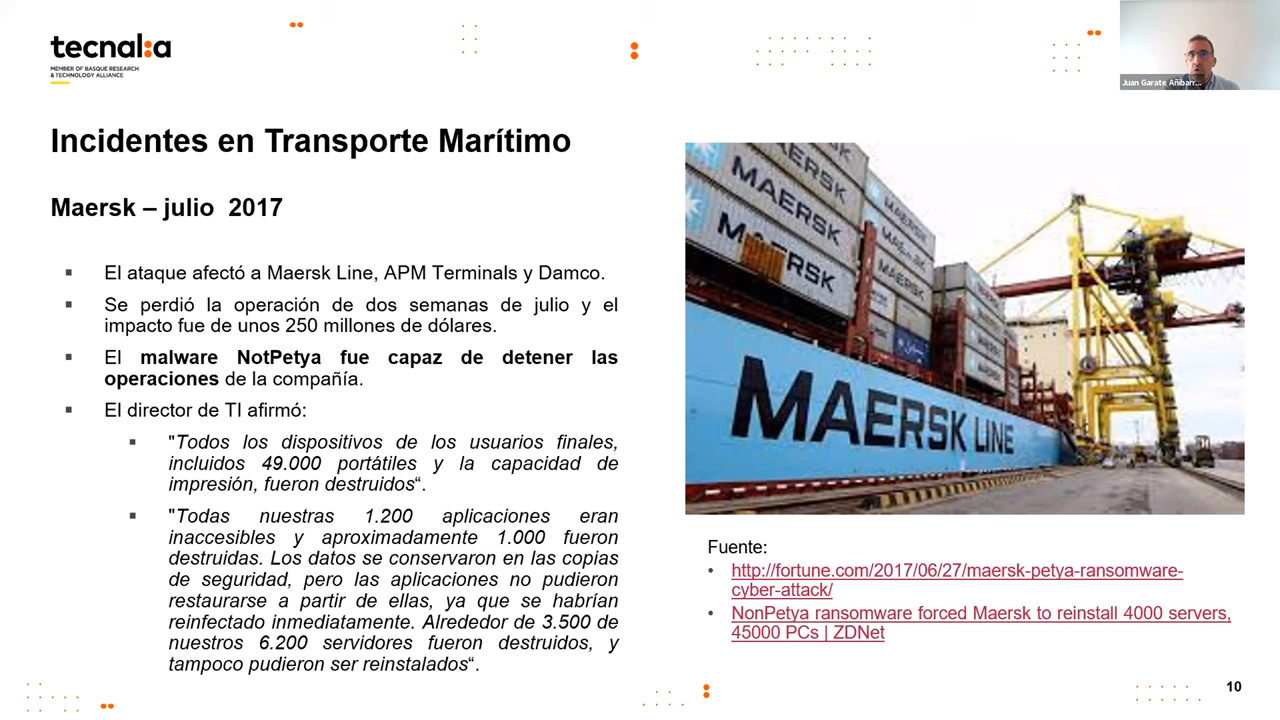 tecnalia
MEMBER OF BASQUE RESEARCH
& TECHNOLOGY ALLIANCE
Juan Garate Añibarr...
Incidentes en Transporte Marítimo
Maersk – julio 2017
▪ El ataque afectó a Maersk Line, APM Terminals y Damco.
▪ Se perdió la operación de dos semanas de julio y el
impacto fue de unos 250 millones de dólares.
▪ El malware NotPetya fue capaz de detener las
operaciones de la compañía.
▪ El director de TI afirmó:
▪ "Todos los dispositivos de los usuarios finales,
incluidos 49.000 portátiles y la capacidad de
impresión, fueron destruidos“.
▪ "Todas nuestras 1.200 aplicaciones eran
inaccesibles y aproximadamente 1.000 fueron
destruidas. Los datos se conservaron en las copias
de seguridad, pero las aplicaciones no pudieron
restaurarse a partir de ellas, ya que se habrían
reinfectado inmediatamente. Alrededor de 3.500 de
nuestros 6.200 servidores fueron destruidos, y
tampoco pudieron ser reinstalados“.
MAERSK
MAERSK
MAERSK
MAERSK
MAERSK
MAERSK
MAERSK
MAERSK LINE
Fuente:
• http://fortune.com/2017/06/27/maersk-petya-ransomware-
cyber-attack/
• NonPetya ransomware forced Maersk to reinstall 4000 servers,
45000 PCs | ZDNet
10